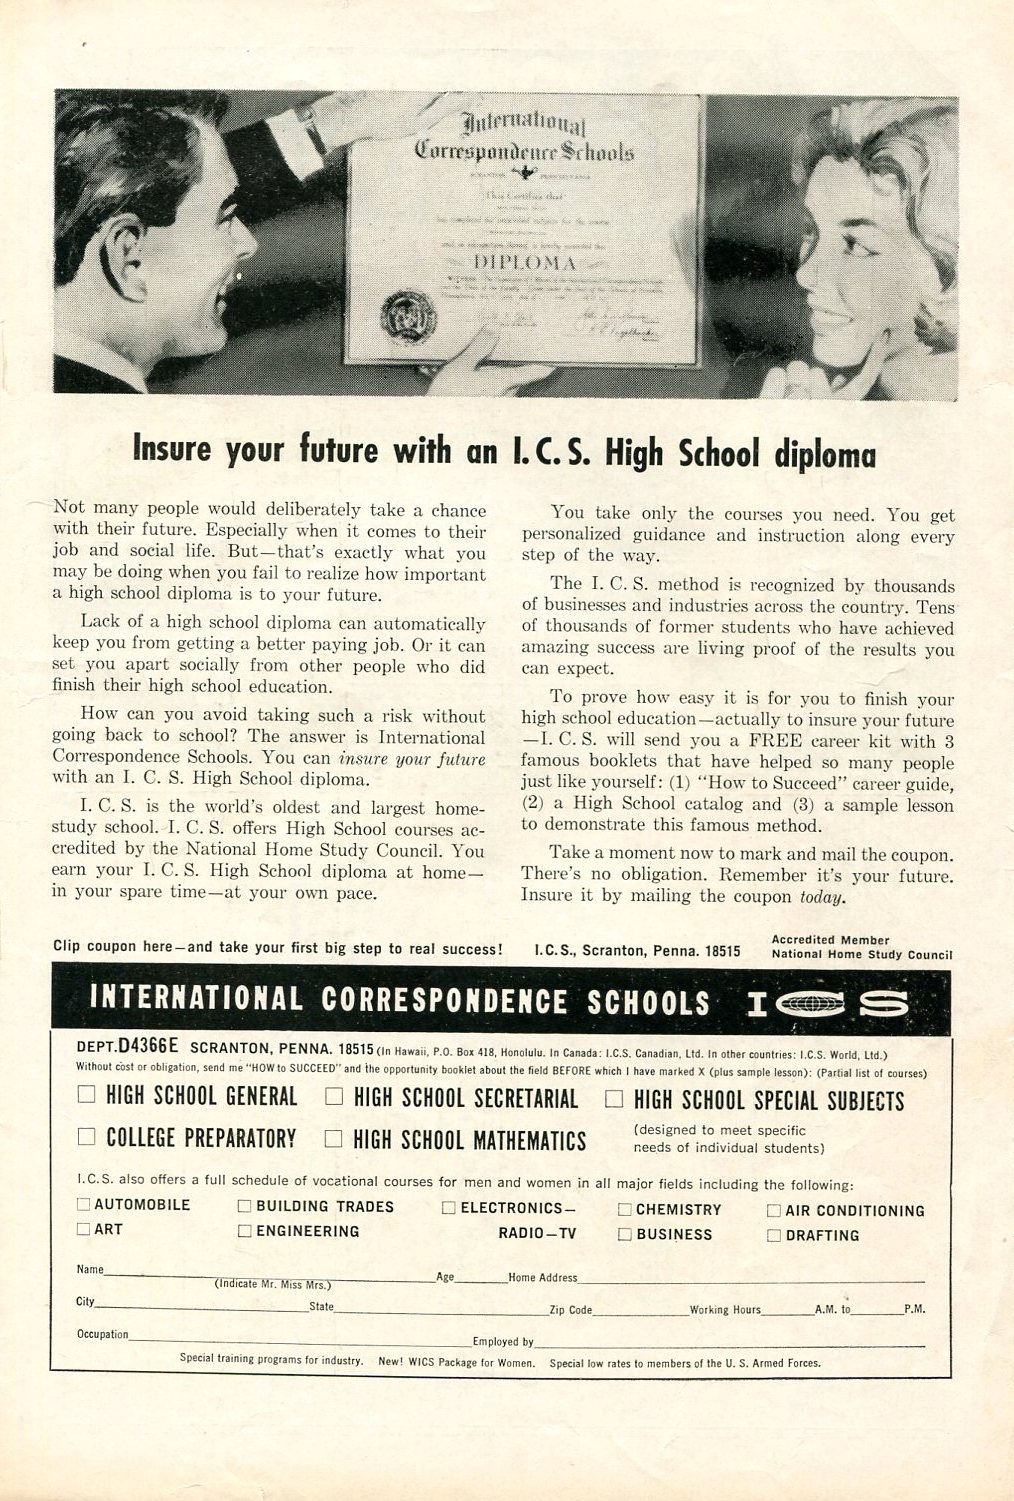 International
Correspondence Schools
SCRANTON PENNSYLVANIA
This Certifies that
DIPLOMA
Insure your future with an I.C.S. High School diploma
Not many people would deliberately take a chance
with their future. Especially when it comes to their
job and social life. But—that's exactly what you
may be doing when you fail to realize how important
a high school diploma is to your future.
Lack of a high school diploma can automatically
keep you from getting a better paying job. Or it can
set you apart socially from other people who did
finish their high school education.
How can you avoid taking such a risk without
going back to school? The answer is International
Correspondence Schools. You can insure your future
with an I. C. S. High School diploma.
I. C. S. is the world's oldest and largest home-
study school. I. C. S. offers High School courses ac-
credited by the National Home Study Council. You
earn your I. C. S. High School diploma at home—
in your spare time—at your own pace.
You take only the courses you need. You get
personalized guidance and instruction along every
step of the way.
The I. C. S. method is recognized by thousands
of businesses and industries across the country. Tens
of thousands of former students who have achieved
amazing success are living proof of the results you
can expect.
To prove how easy it is for you to finish your
high school education—actually to insure your future
—I. C. S. will send you a FREE career kit with 3
famous booklets that have helped so many people
just like yourself: (1) "How to Succeed" career guide,
(2) a High School catalog and (3) a sample lesson
to demonstrate this famous method.
Take a moment now to mark and mail the coupon.
There's no obligation. Remember it's your future.
Insure it by mailing the coupon today.
Clip coupon here—and take your first big step to real success! I.C.S., Scranton, Penna. 18515
Accredited Member
National Home Study Council
INTERNATIONAL CORRESPONDENCE SCHOOLS ICS
DEPT. D4366E SCRANTON, PENNA. 18515 (In Hawaii, P.O. Box 418, Honolulu. In Canada: I.C.S. Canadian, Ltd. In other countries: I.C.S. World, Ltd.)
Without cost or obligation, send me "HOW to SUCCEED" and the opportunity booklet about the field BEFORE which I have marked X (plus sample lesson): (Partial list of courses)
☐ HIGH SCHOOL GENERAL ☐ HIGH SCHOOL SECRETARIAL ☐ HIGH SCHOOL SPECIAL SUBJECTS
☐ COLLEGE PREPARATORY ☐ HIGH SCHOOL MATHEMATICS
(designed to meet specific
needs of individual students)
I.C.S. also offers a full schedule of vocational courses for men and women in all major fields including the following:
☐ AUTOMOBILE ☐ BUILDING TRADES ☐ ELECTRONICS— ☐ CHEMISTRY ☐ AIR CONDITIONING
☐ ART ☐ ENGINEERING RADIO—TV ☐ BUSINESS ☐ DRAFTING
Name Age Home Address
(Indicate Mr. Miss Mrs.)
City State Zip Code Working Hours A.M. to P.M.
Occupation Employed by
Special training programs for industry. New! WICS Package for Women. Special low rates to members of the U. S. Armed Forces.